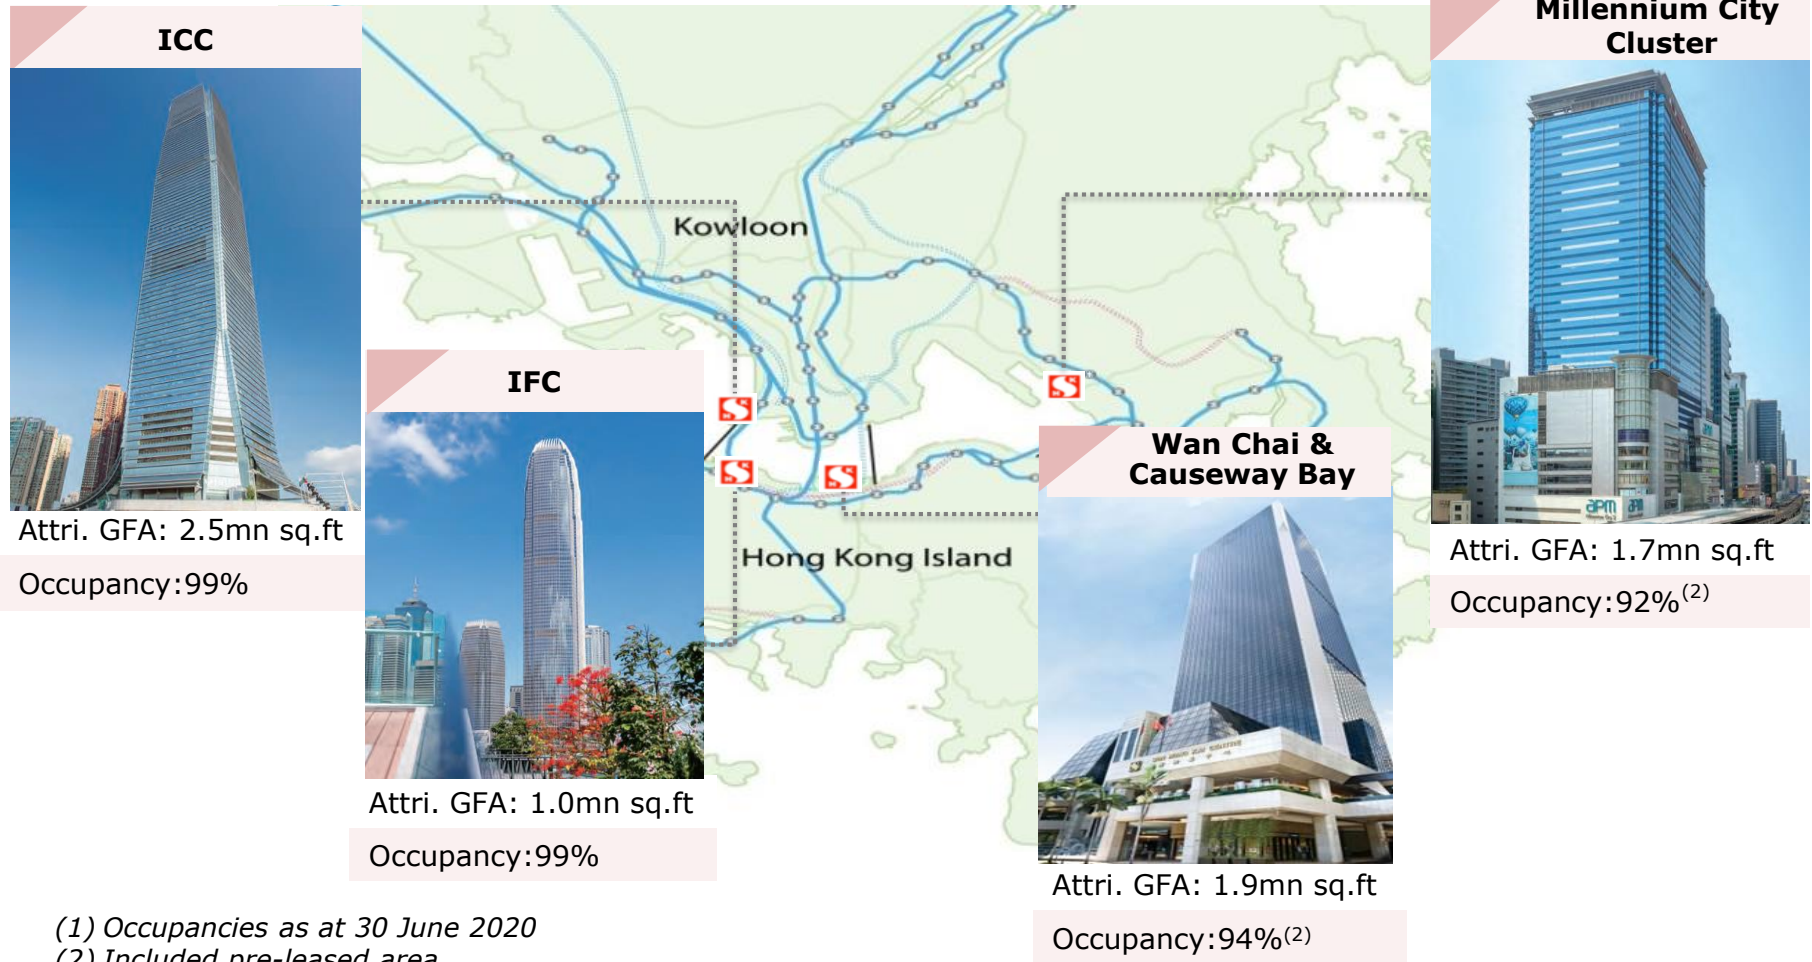 ICC
Attri. GFA: 2.5mn sq.ft
Occupancy:99%
IFC
Attri. GFA: 1.0mn sq.ft
Occupancy:99%
Kowloon
Hong Kong Island
Wan Chai &
Causeway Bay
Attri. GFA: 1.9mn sq.ft
Occupancy:94%(2)
Millennium City
Cluster
apm
Attri. GFA: 1.7mn sq.ft
Occupancy:92%(2)
(1) Occupancies as at 30 June 2020
(2) Included pre-leased area